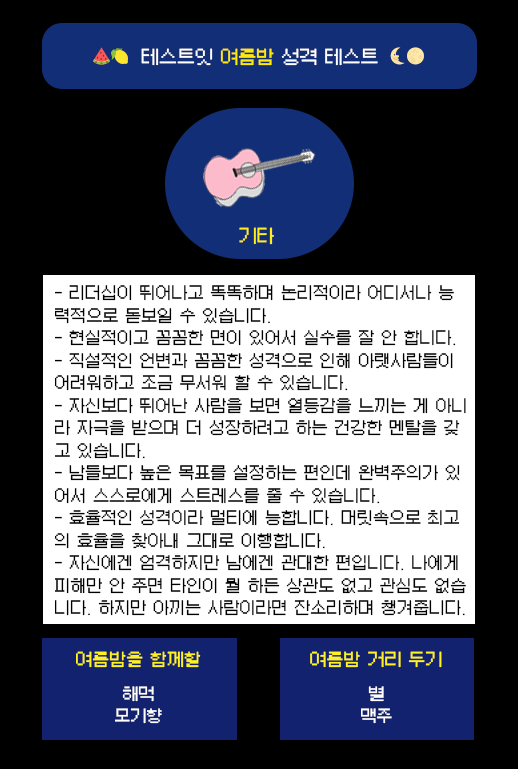 테스트잇 여름밤 성격 테스트
기타
- 리더십이 뛰어나고 똑똑하며 논리적이라 어디서나 능
력적으로 돋보일 수 있습니다.
- 현실적이고 꼼꼼한 면이 있어서 실수를 잘 안 합니다.
- 직설적인 언변과 꼼꼼한 성격으로 인해 아랫사람들이
어려워하고 조금 무서워 할 수 있습니다.
- 자신보다 뛰어난 사람을 보면 열등감을 느끼는 게 아니
라 자극을 받으며 더 성장하려고 하는 건강한 멘탈을 갖
고 있습니다.
- 남들보다 높은 목표를 설정하는 편인데 완벽주의가 있
어서 스스로에게 스트레스를 줄 수 있습니다.
- 효율적인 성격이라 멀티에 능합니다. 머릿속으로 최고
의 효율을 찾아내 그대로 이행합니다.
- 자신에겐 엄격하지만 남에겐 관대한 편입니다. 나에게
피해만 안 주면 타인이 뭘 하든 상관도 없고 관심도 없습
니다. 하지만 아끼는 사람이라면 잔소리하며 챙겨줍니다.
여름밤을 함께할
해먹
모기향
여름밤 거리 두기
별
맥주